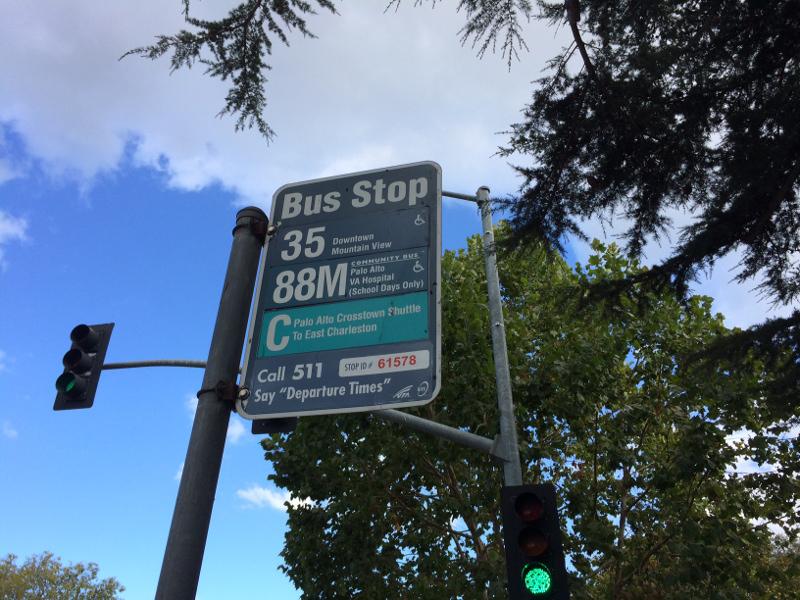 Bus Stop
35 Downtown
Mountain View
COMMUNITY BUS
88M Palo Alto
VA Hospital
(School Days Only)
C Palo Alto Crosstown Shuttle
To East Charleston
Call 511 STOP ID # 61578
Say "Departure Times"
VTA